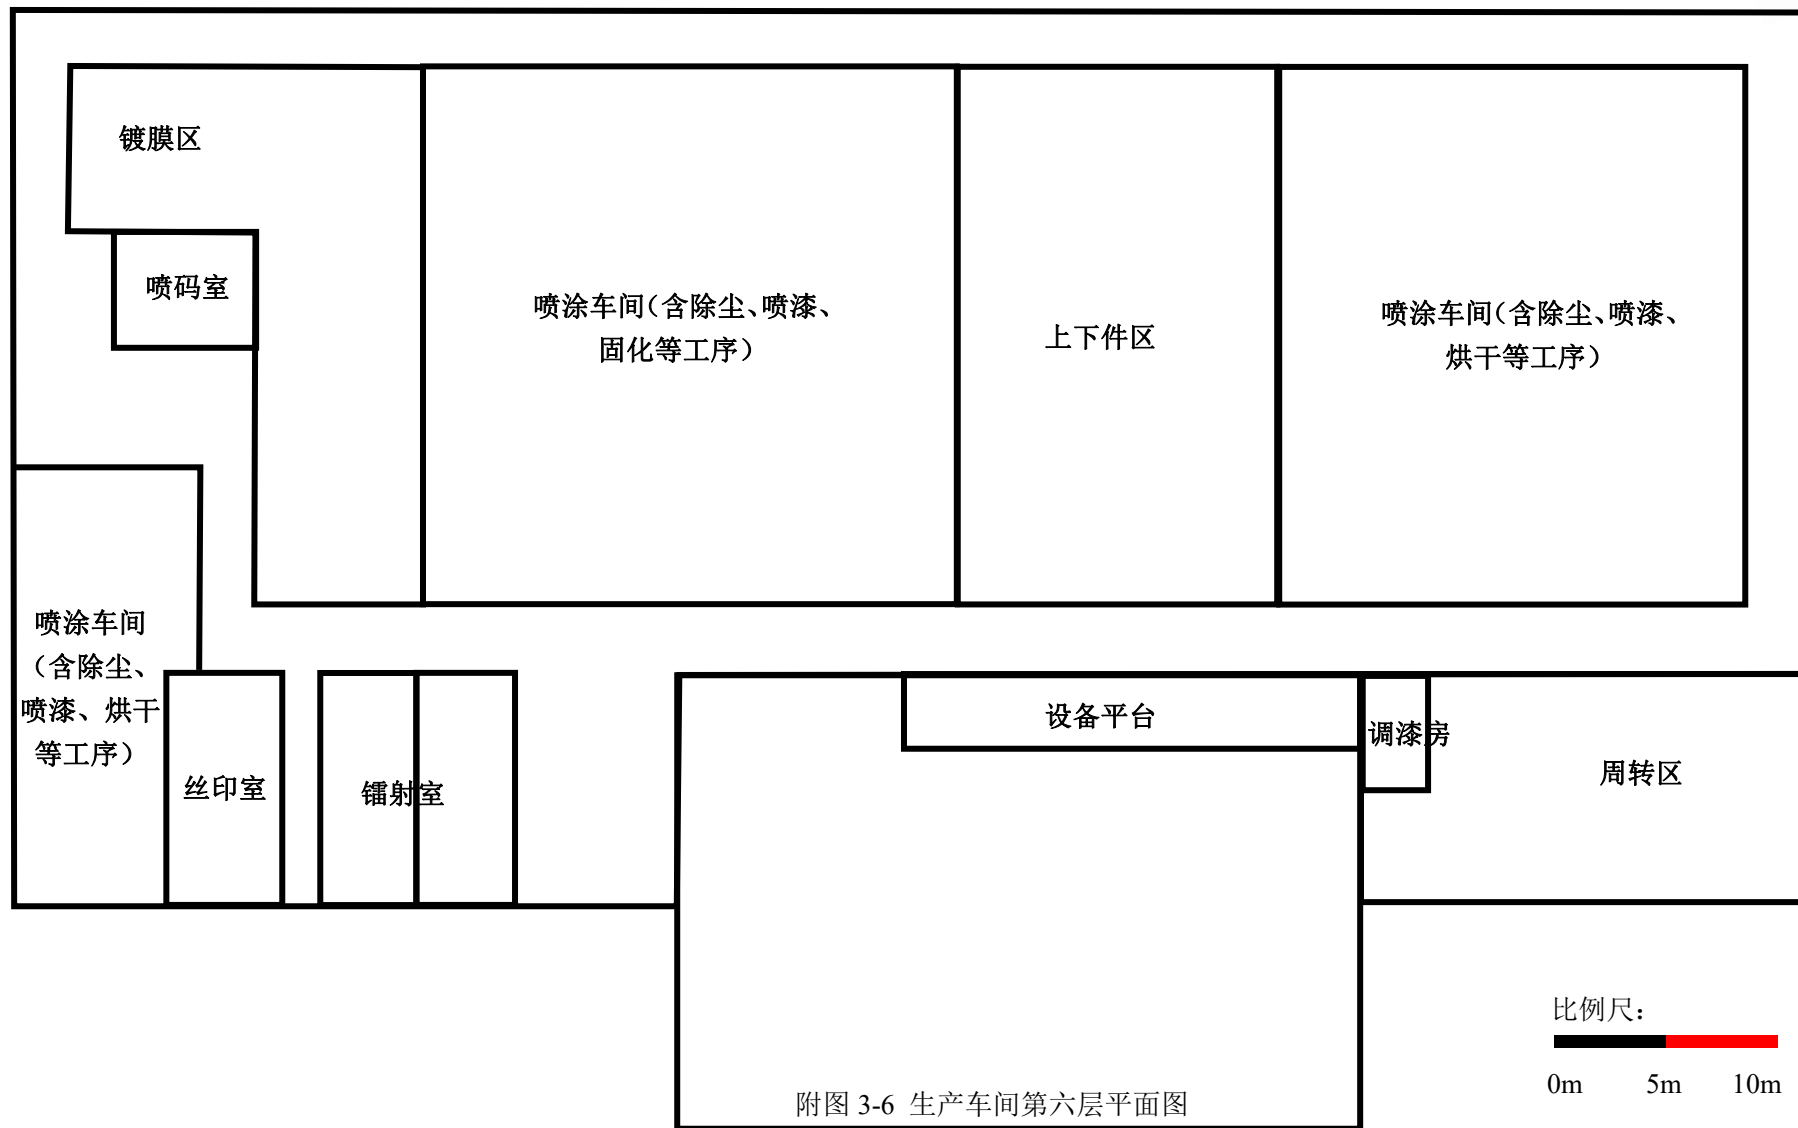 镀膜区
喷码室
喷涂车间（含除尘、喷漆、
固化等工序）
上下件区
喷涂车间（含除尘、喷漆、
烘干等工序）
喷涂车间
（含除尘、
喷漆、烘干
等工序）
丝印室
镭射室
设备平台
调漆房
周转区
比例尺：
0m 5m 10m
附图 3-6 生产车间第六层平面图